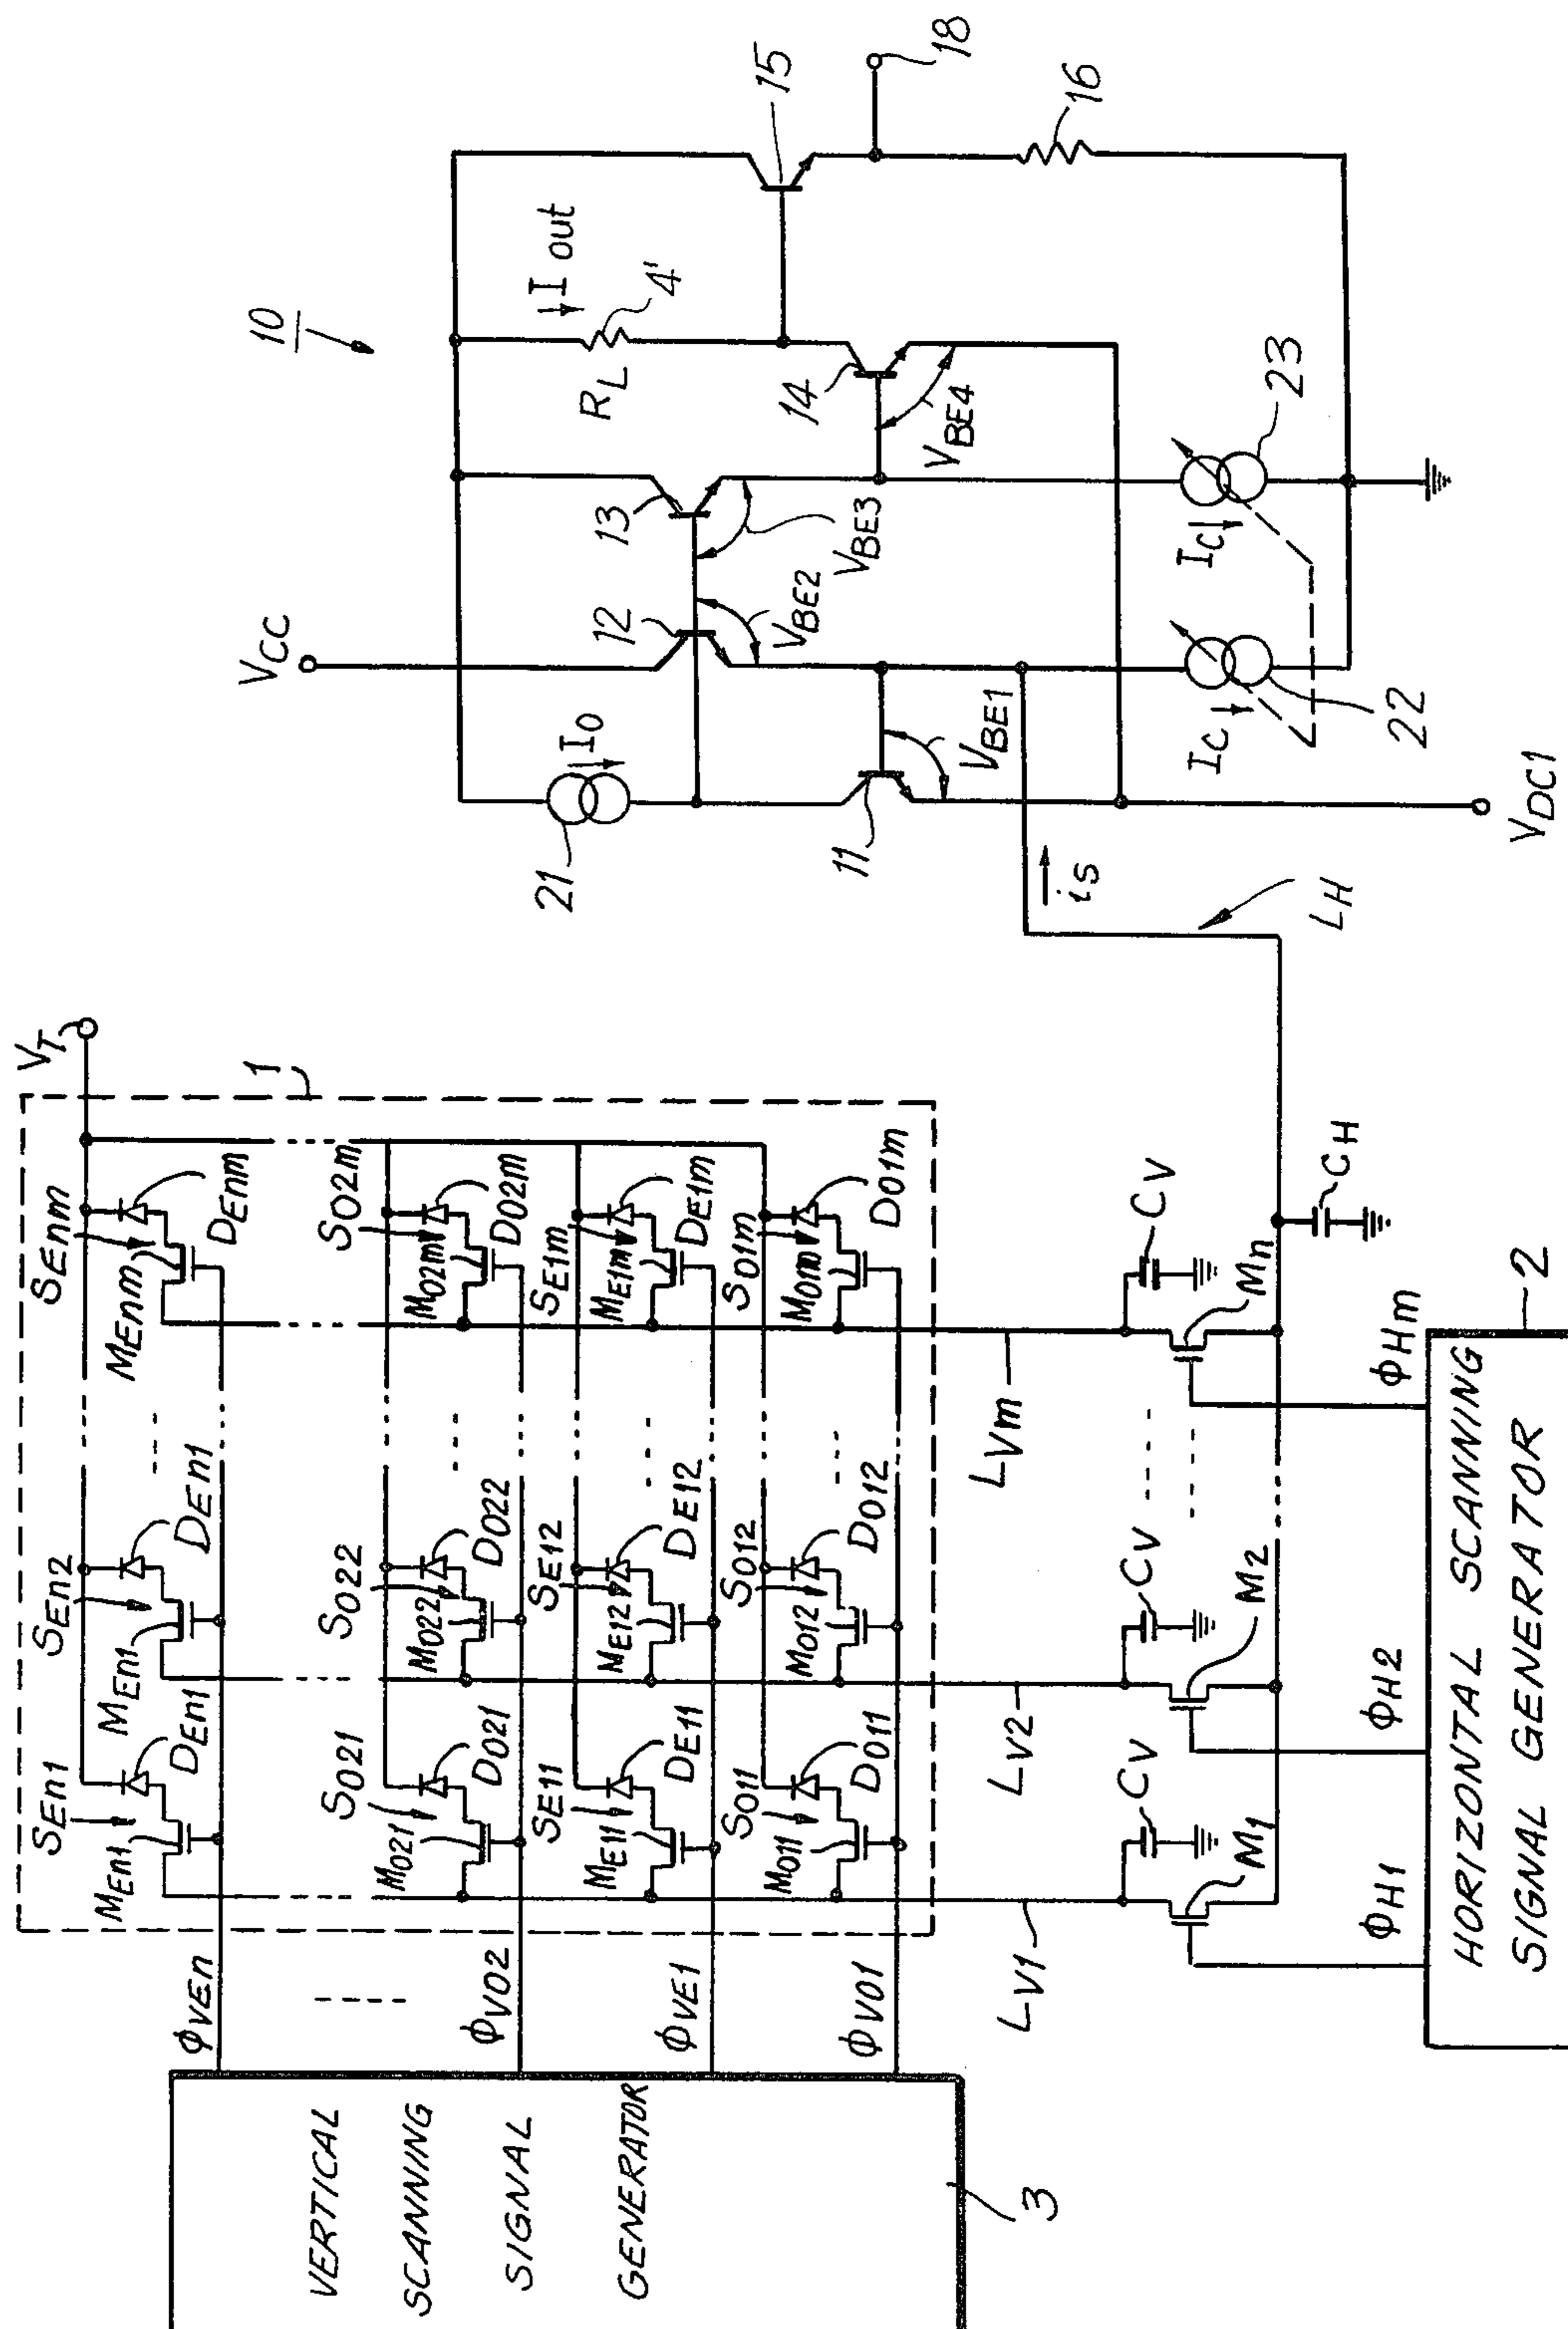 VERTICAL
SCANNING
SIGNAL
GENERATOR
3
ΦVEn
ΦVO2
ΦVE1
ΦVO1
SEn1
MEn1
DEn1
SEn2
MEn1
DEn1
SEnm
MEnm
DEnm
VT
1
SO21
MO21
DO21
SO22
MO22
DO22
SO2m
MO2m
DO2m
SE11
ME11
DE11
SE12
ME12
DE12
SE1m
ME1m
DE1m
SO11
MO11
DO11
SO12
MO12
DO12
SO1m
MO1m
DO1m
LV1
LV2
LVm
CV
CV
CV
CH
M1
M2
Mn
ΦH1
ΦH2
ΦHm
HORIZONTAL SCANNING
SIGNAL GENERATOR
2
LH
is
10
VCC
21
IO
12
13
RL
4'
I out
15
18
VBE2
VBE3
14
VBE4
16
11
VBE1
IC
22
IC
23
VDC1